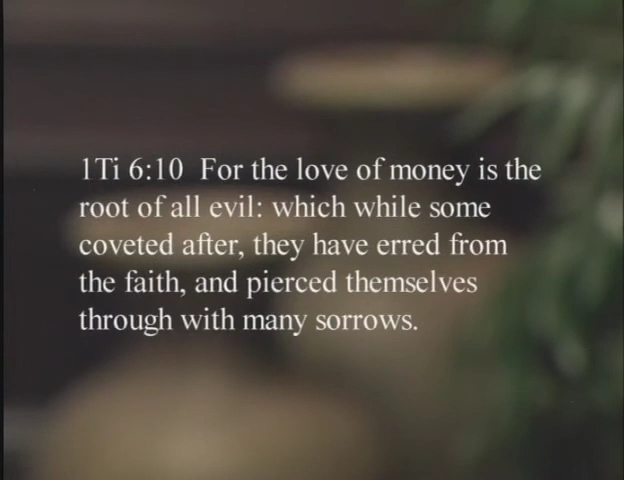 1Ti 6:10  For the love of money is the
root of all evil: which while some
coveted after, they have erred from
the faith, and pierced themselves
through with many sorrows.